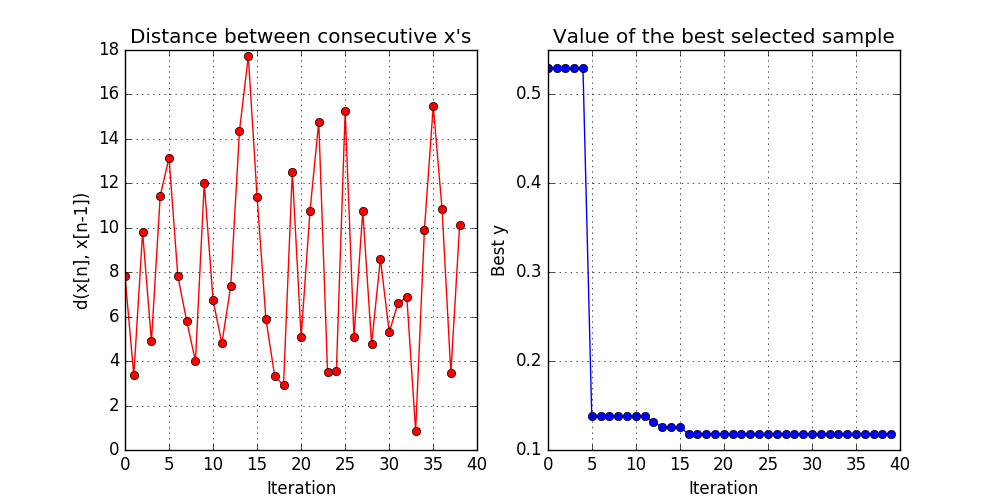 Distance between consecutive x's
d(x[n], x[n-1])
18
16
14
12
10
8
6
4
2
0
0 5 10 15 20 25 30 35 40
Iteration
Value of the best selected sample
Best y
0.5
0.4
0.3
0.2
0.1
0 5 10 15 20 25 30 35 40
Iteration